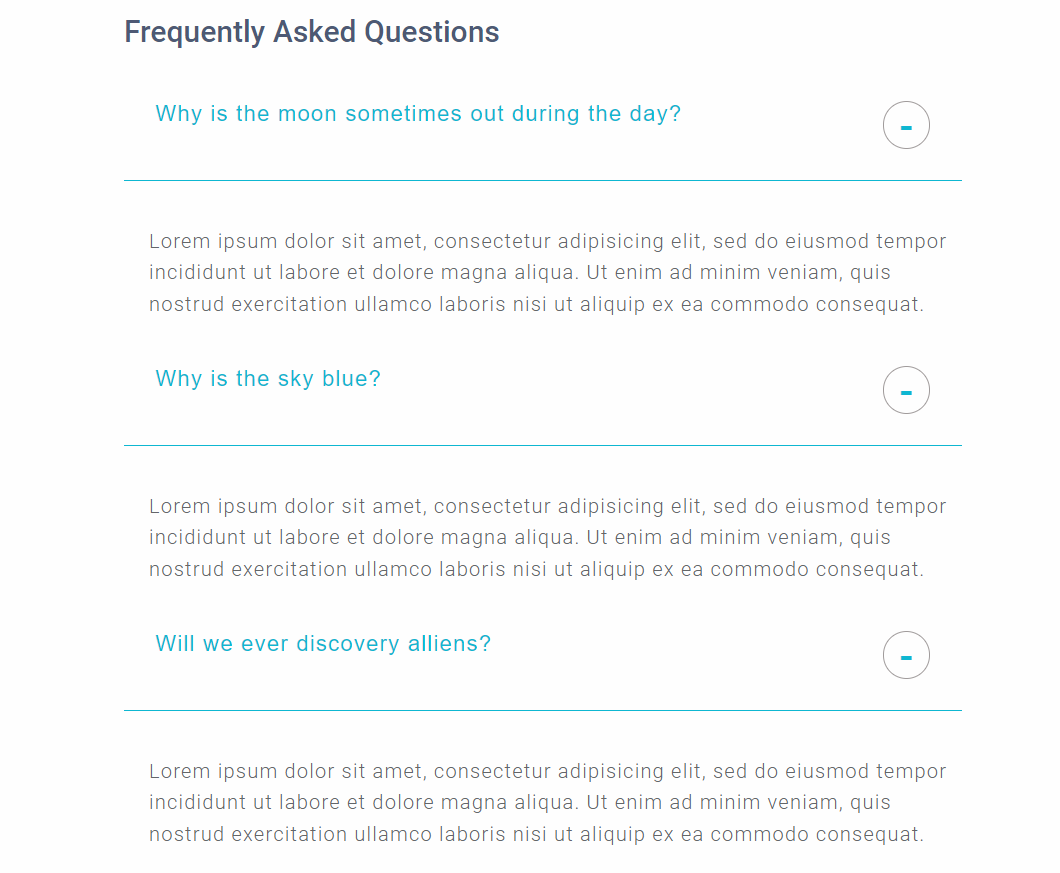 Frequently Asked Questions
Why is the moon sometimes out during the day?
-
Lorem ipsum dolor sit amet, consectetur adipisicing elit, sed do eiusmod tempor
incididunt ut labore et dolore magna aliqua. Ut enim ad minim veniam, quis
nostrud exercitation ullamco laboris nisi ut aliquip ex ea commodo consequat.
Why is the sky blue?
-
Lorem ipsum dolor sit amet, consectetur adipisicing elit, sed do eiusmod tempor
incididunt ut labore et dolore magna aliqua. Ut enim ad minim veniam, quis
nostrud exercitation ullamco laboris nisi ut aliquip ex ea commodo consequat.
Will we ever discovery alliens?
-
Lorem ipsum dolor sit amet, consectetur adipisicing elit, sed do eiusmod tempor
incididunt ut labore et dolore magna aliqua. Ut enim ad minim veniam, quis
nostrud exercitation ullamco laboris nisi ut aliquip ex ea commodo consequat.